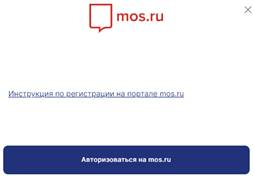 mos.ru
Инструкция по регистрации на портале mos.ru
Авторизоваться на mos.ru